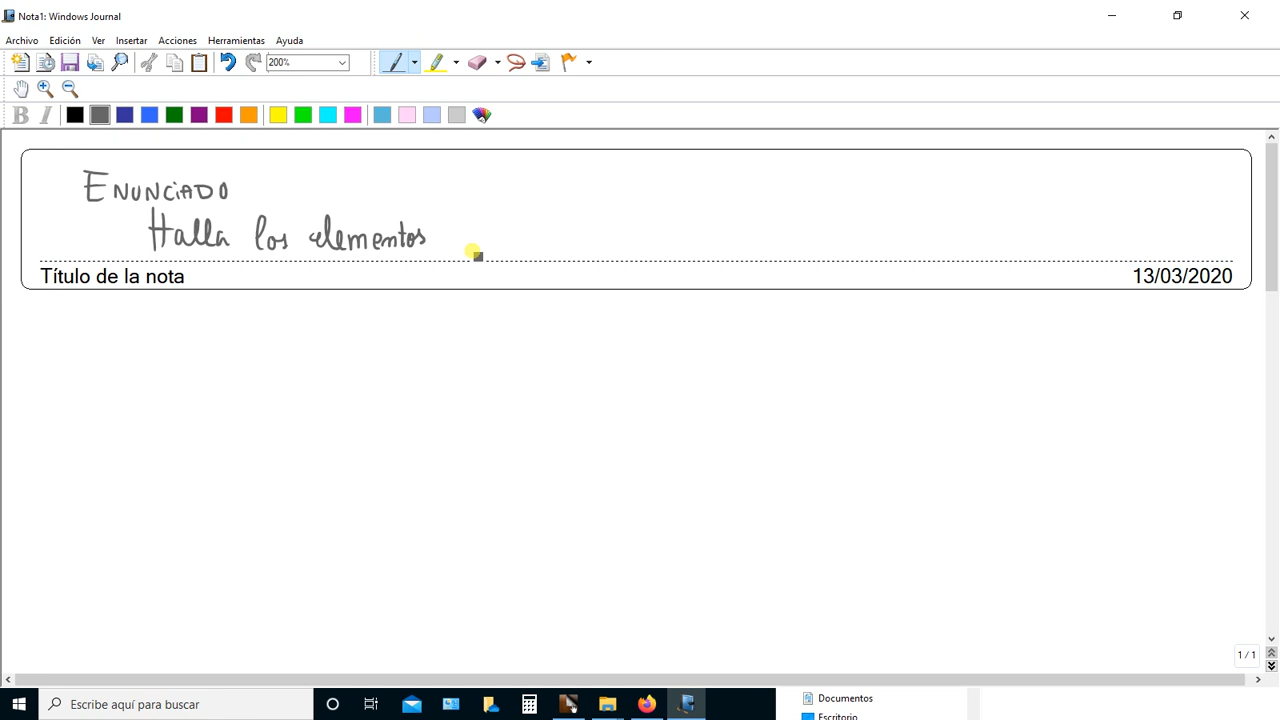 Nota1: Windows Journal
Archivo Edición Ver Insertar Acciones Herramientas Ayuda
200%
B I
ENUNCiADO
Halla los elementos
Título de la nota 13/03/2020
1 / 1
Escribe aquí para buscar
Documentos
Escritorio